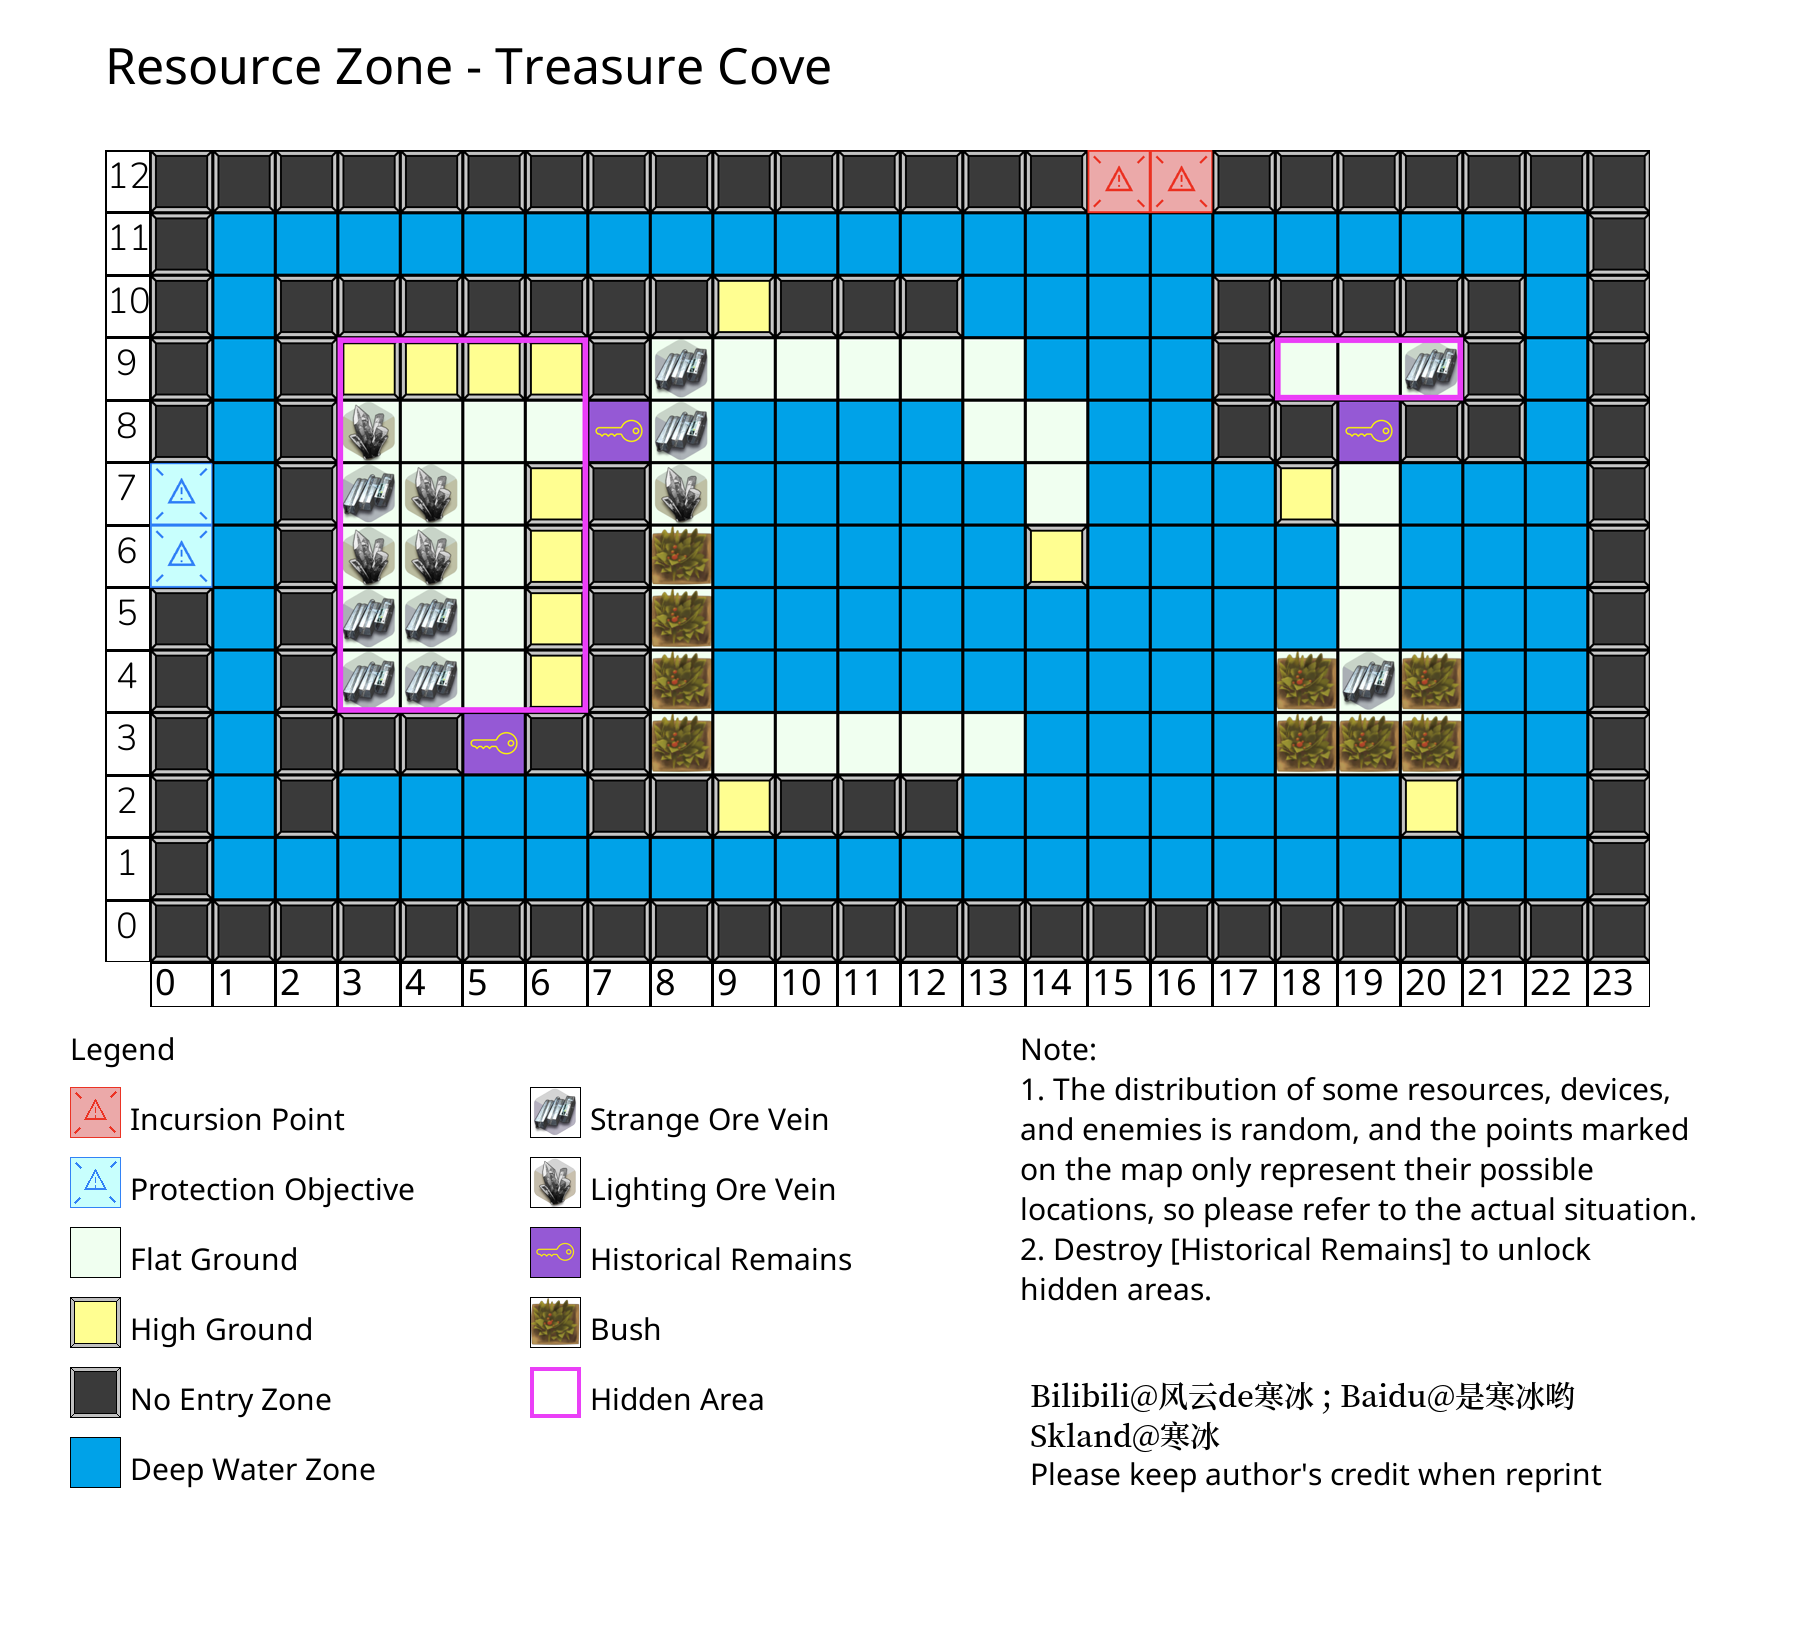 Resource Zone - Treasure Cove
12
11
10
9
8
7
6
5
4
3
2
1
0
0 1 2 3 4 5 6 7 8 9 10 11 12 13 14 15 16 17 18 19 20 21 22 23
Legend
Incursion Point
Protection Objective
Flat Ground
High Ground
No Entry Zone
Deep Water Zone
Strange Ore Vein
Lighting Ore Vein
Historical Remains
Bush
Hidden Area
Note:
1. The distribution of some resources, devices,
and enemies is random, and the points marked
on the map only represent their possible
locations, so please refer to the actual situation.
2. Destroy [Historical Remains] to unlock
hidden areas.
Bilibili@风云de寒冰 ; Baidu@是寒冰哟
Skland@寒冰
Please keep author's credit when reprint